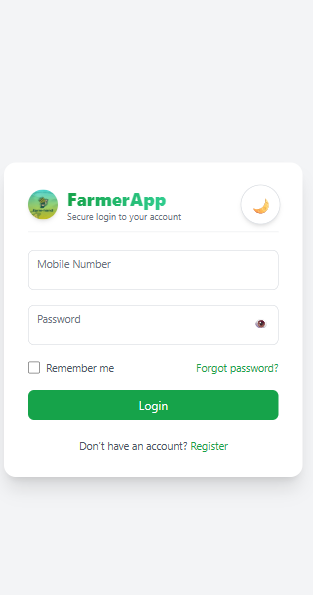 FarmerApp
Secure login to your account
Mobile Number
Password
Remember me
Forgot password?
Login
Don't have an account? Register